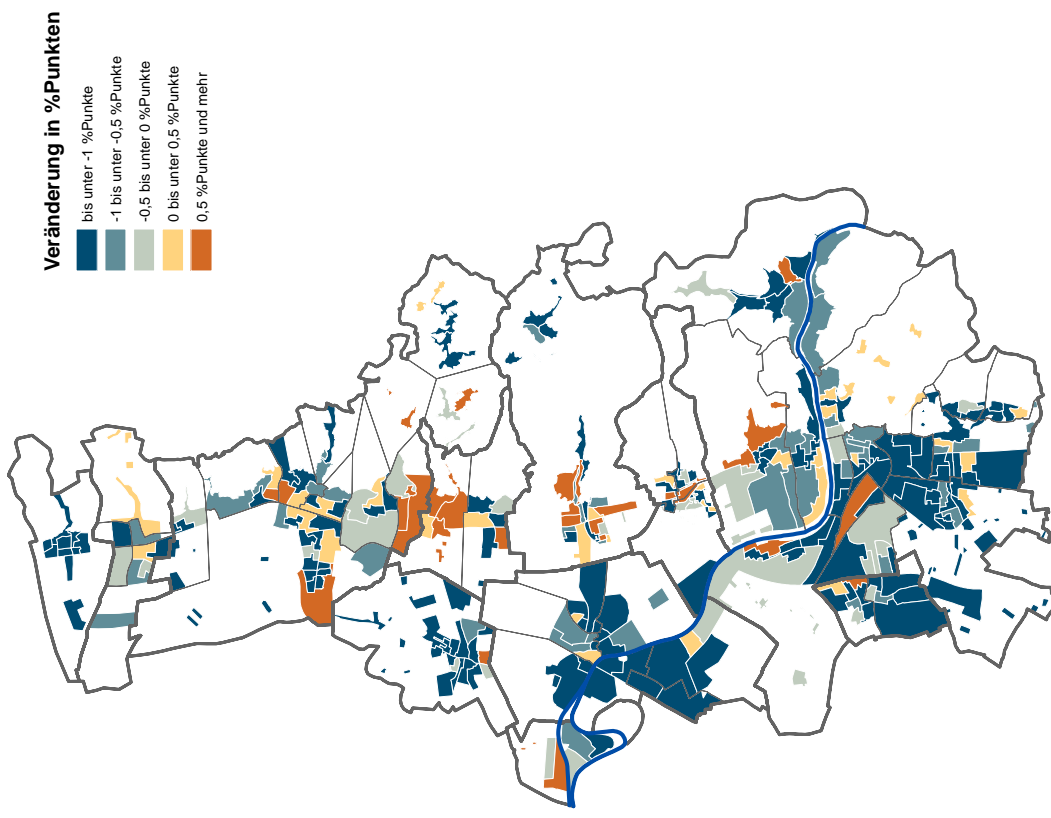 Veränderung in %Punkten
bis unter -1 %Punkte
-1 bis unter -0,5 %Punkte
-0,5 bis unter 0 %Punkte
0 bis unter 0,5 %Punkte
0,5 %Punkte und mehr